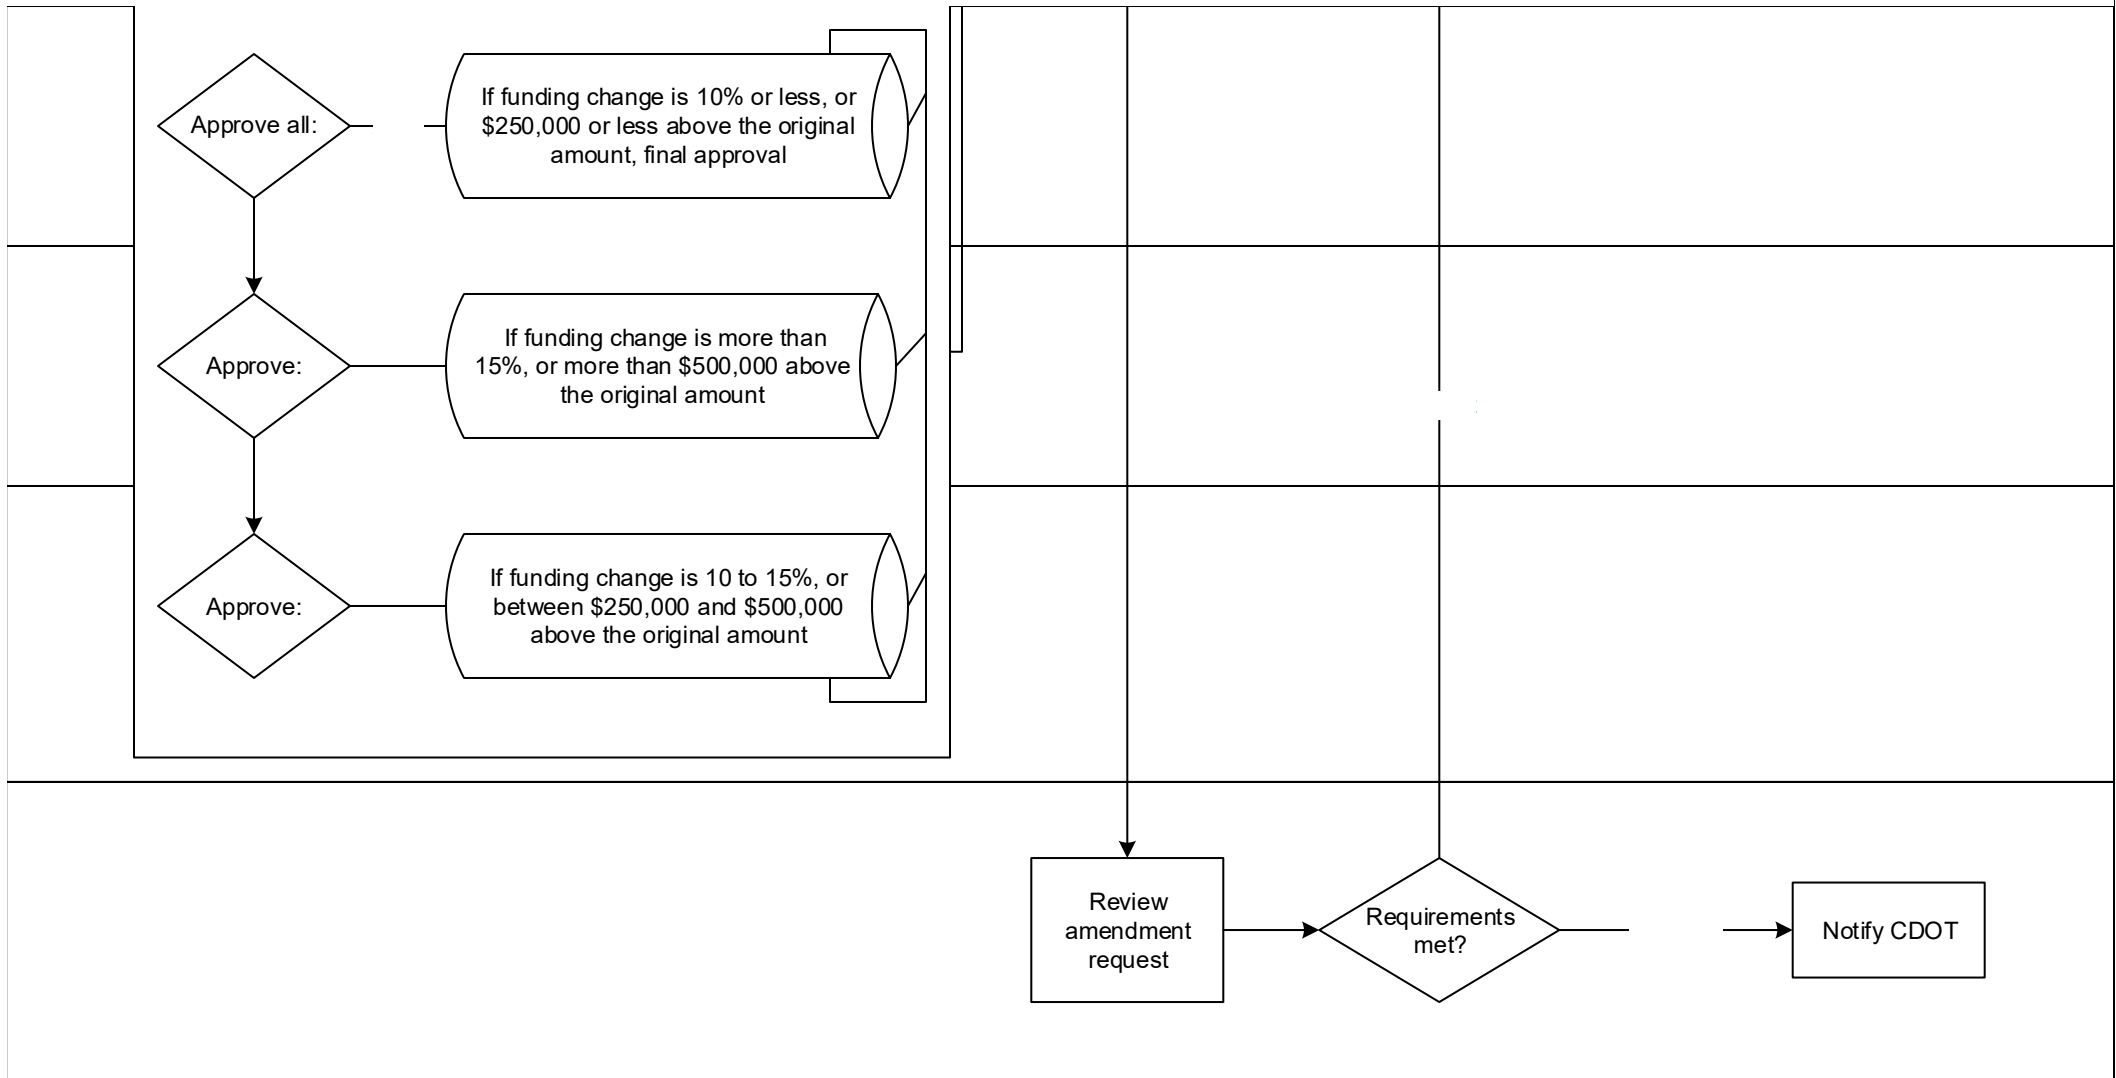 Approve all:
If funding change is 10% or less, or
$250,000 or less above the original
amount, final approval
Approve:
If funding change is more than
15%, or more than $500,000 above
the original amount
Approve:
If funding change is 10 to 15%, or
between $250,000 and $500,000
above the original amount
Review
amendment
request
Requirements
met?
Notify CDOT